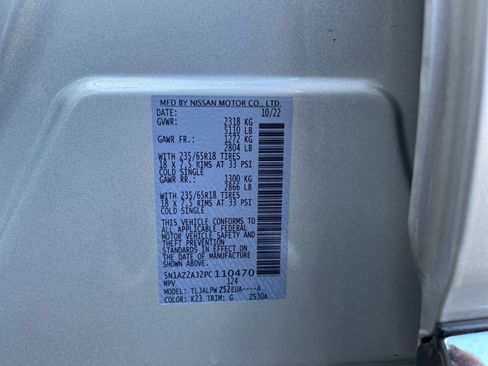 MFD BY NISSAN MOTOR CO., LTD.
DATE: 10/22
GVWR: 2318 KG
5110 LB
GAWR FR.: 1272 KG
2804 LB
WITH 235/65R18 TIRES
18 X 7.5 RIMS AT 33 PSI
COLD SINGLE
GAWR RR.: 1300 KG
2866 LB
WITH 235/65R18 TIRES
18 X 7.5 RIMS AT 33 PSI
COLD SINGLE
THIS VEHICLE CONFORMS TO
ALL APPLICABLE FEDERAL
MOTOR VEHICLE SAFETY AND
THEFT PREVENTION
STANDARDS IN EFFECT ON
THE DATE OF MANUFACTURE
SHOWN ABOVE.
5N1AZ2AJ2PC110470
MPV 124
MODEL: TLJALPWZ52EUA----A
COLOR: K23 TRIM: G ZS30A